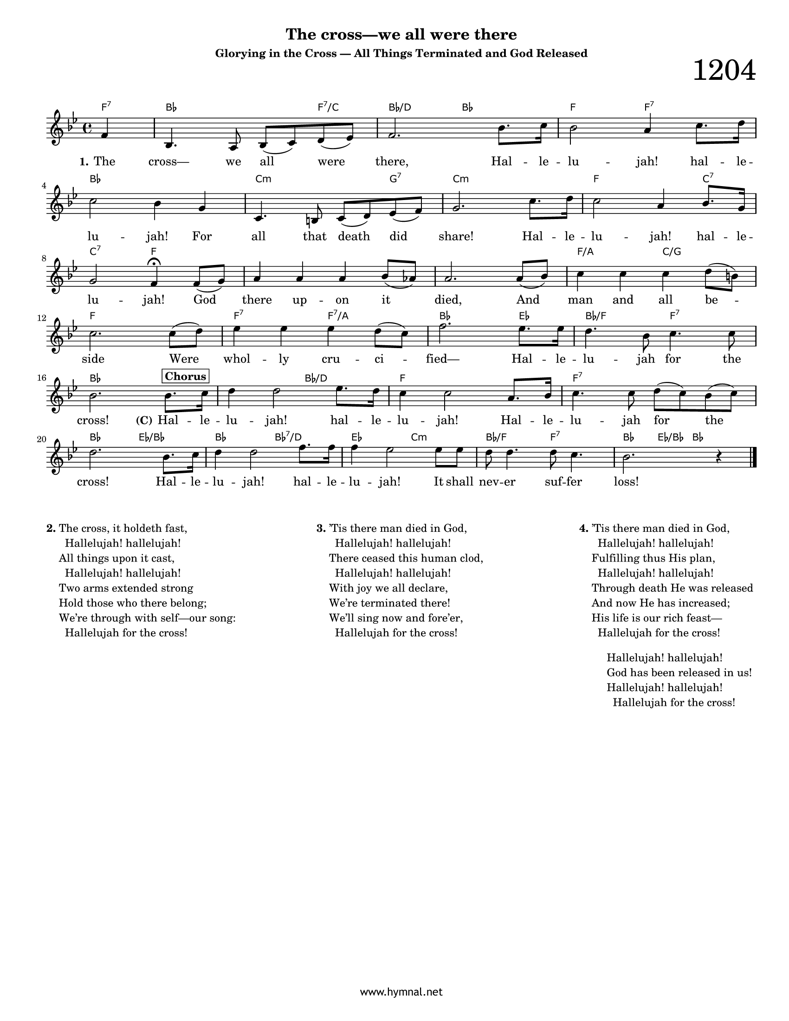 The cross—we all were there
Glorying in the Cross — All Things Terminated and God Released
1204
F7 B♭ F7/C B♭/D B♭ F F7
1. The cross— we all were there, Hal - le - lu - jah! hal - le -
4 B♭ Cm G7 Cm F C7
lu - jah! For all that death did share! Hal - le - lu - jah! hal - le -
8 C7 F F/A C/G
lu - jah! God there up - on it died, And man and all be -
12 F F7 F7/A B♭ E♭ B♭/F F7
side Were whol - ly cru - ci - fied— Hal - le - lu - jah for the
16 B♭ Chorus B♭/D F F7
cross! (C) Hal - le - lu - jah! hal - le - lu - jah! Hal - le - lu - jah for the
20 B♭ E♭/B♭ B♭ B♭7/D E♭ Cm B♭/F F7 B♭ E♭/B♭ B♭
cross! Hal - le - lu - jah! hal - le - lu - jah! It shall nev-er suf-fer loss!
2. The cross, it holdeth fast,
Hallelujah! hallelujah!
All things upon it cast,
Hallelujah! hallelujah!
Two arms extended strong
Hold those who there belong;
We're through with self—our song:
Hallelujah for the cross!
3. 'Tis there man died in God,
Hallelujah! hallelujah!
There ceased this human clod,
Hallelujah! hallelujah!
With joy we all declare,
We're terminated there!
We'll sing now and fore'er,
Hallelujah for the cross!
4. 'Tis there man died in God,
Hallelujah! hallelujah!
Fulfilling thus His plan,
Hallelujah! hallelujah!
Through death He was released
And now He has increased;
His life is our rich feast—
Hallelujah for the cross!
Hallelujah! hallelujah!
God has been released in us!
Hallelujah! hallelujah!
Hallelujah for the cross!
www.hymnal.net